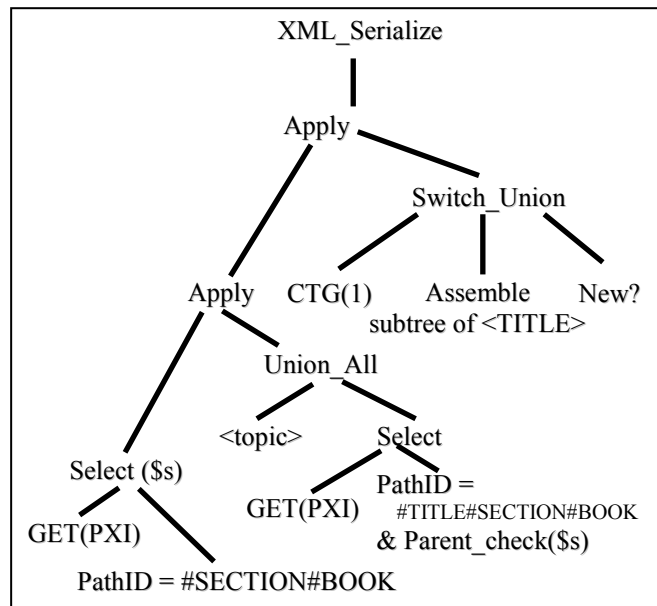 XML_Serialize
Apply
Switch_Union
Apply
CTG(1)
Assemble
subtree of <TITLE>
New?
Union_All
<topic>
Select
Select ($s)
GET(PXI)
PathID =
#TITLE#SECTION#BOOK
& Parent_check($s)
GET(PXI)
PathID = #SECTION#BOOK